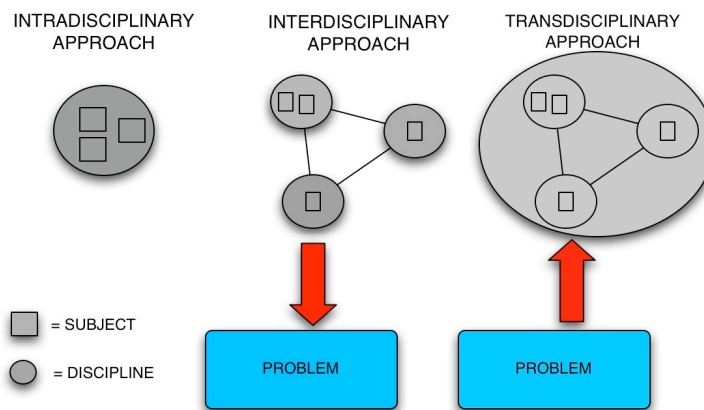 INTRADISCIPLINARY
APPROACH
INTERDISCIPLINARY
APPROACH
TRANSDISCIPLINARY
APPROACH
= SUBJECT
= DISCIPLINE
PROBLEM
PROBLEM